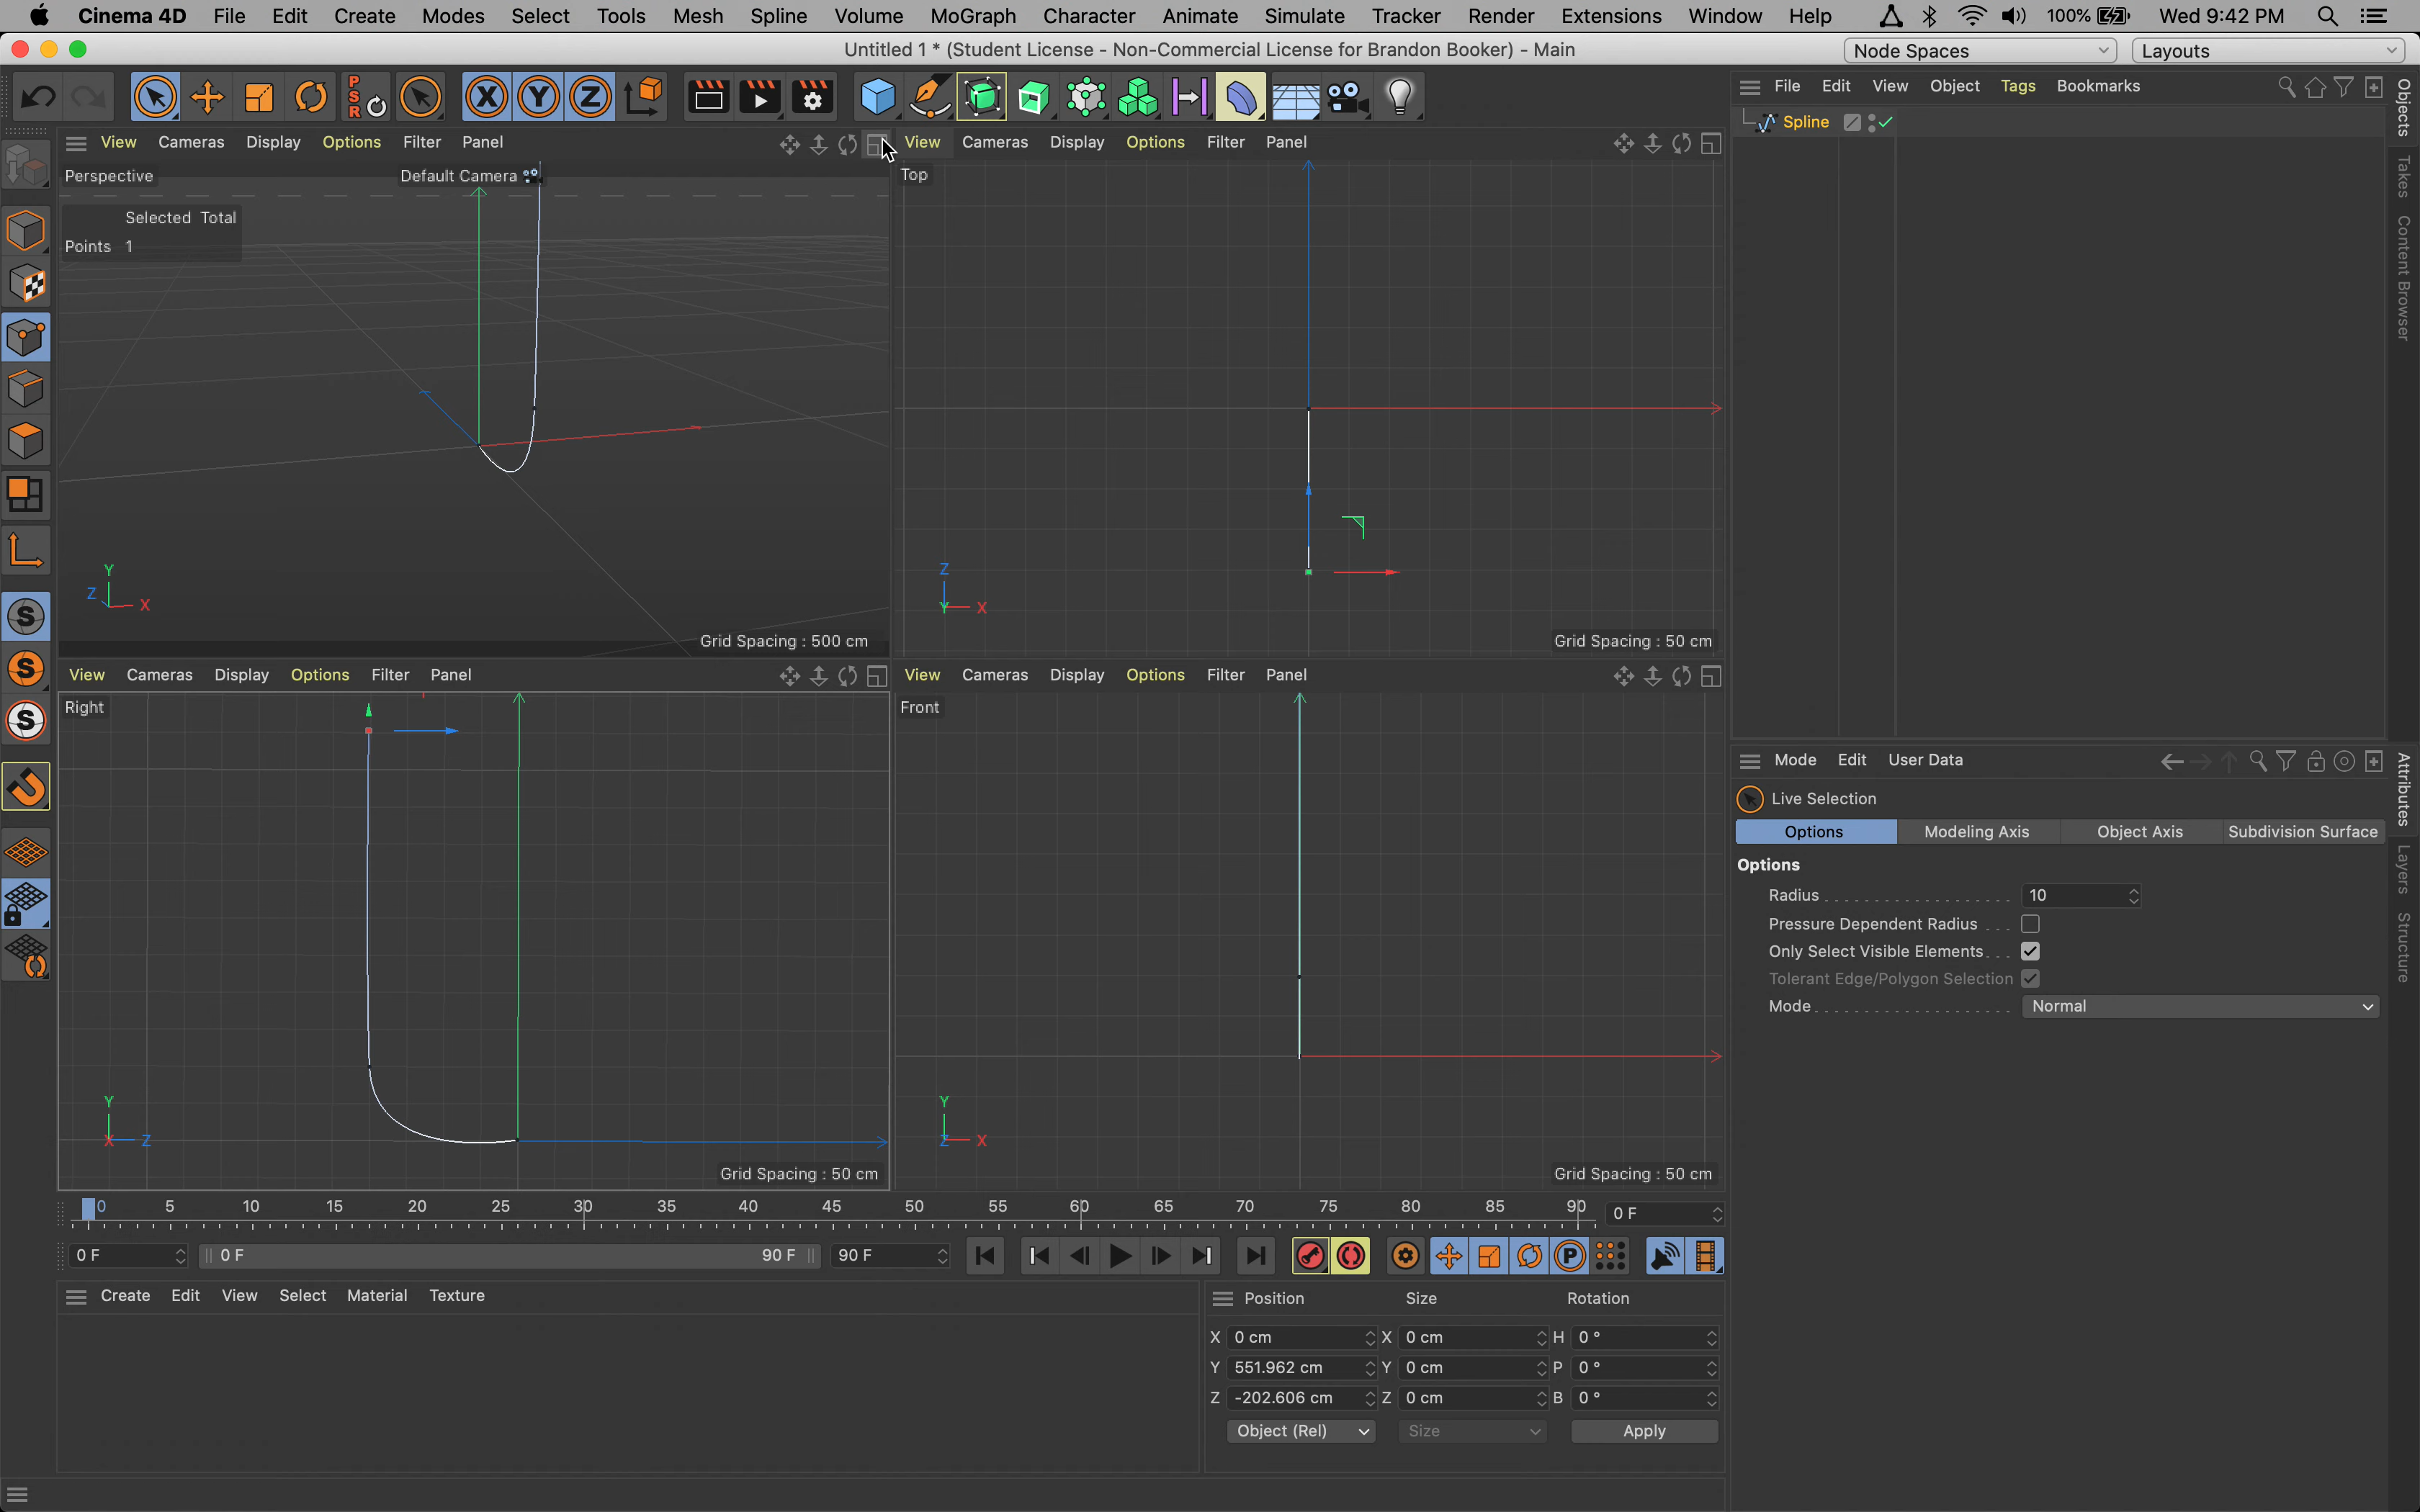 Cinema 4D File Edit Create Modes Select Tools Mesh Spline Volume MoGraph Character Animate Simulate Tracker Render Extensions Window Help 100% Wed 9:42 PM
Untitled 1 * (Student License - Non-Commercial License for Brandon Booker) - Main
Node Spaces
Layouts
PSR X Y Z
File Edit View Object Tags Bookmarks
Spline
Objects
Takes
Content Browser
View Cameras Display Options Filter Panel
Perspective Default Camera
Selected Total
Points 1
Y
Z X
Grid Spacing : 500 cm
View Cameras Display Options Filter Panel
Top
Z
Y X
Grid Spacing : 50 cm
S
S
S
View Cameras Display Options Filter Panel
Right
Y
X Z
Grid Spacing : 50 cm
View Cameras Display Options Filter Panel
Front
Y
Z X
Grid Spacing : 50 cm
Mode Edit User Data
Live Selection
Options Modeling Axis Object Axis Subdivision Surface
Options
Radius 10
Pressure Dependent Radius
Only Select Visible Elements
Tolerant Edge/Polygon Selection
Mode Normal
Attributes
Layers
Structure
0 5 10 15 20 25 30 35 40 45 50 55 60 65 70 75 80 85 90 0 F
0 F 0 F 90 F 90 F P
Create Edit View Select Material Texture
Position Size Rotation
X 0 cm X 0 cm H 0 °
Y 551.962 cm Y 0 cm P 0 °
Z -202.606 cm Z 0 cm B 0 °
Object (Rel) Size Apply